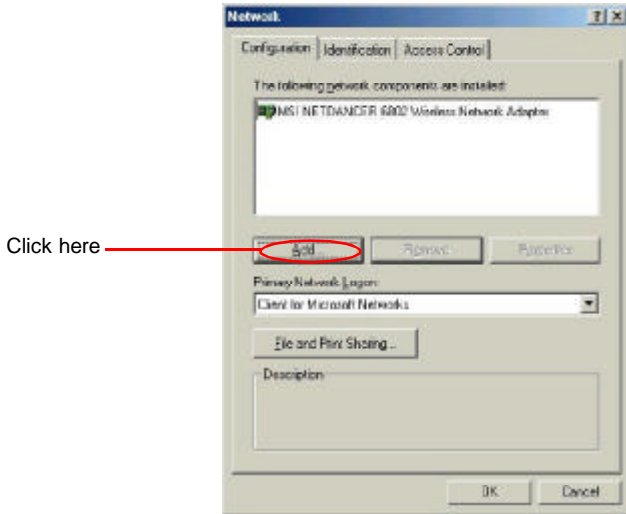 Network
Configuration Identification Access Control
The following network components are installed:
MSI NETDANCER 6802 Wireless Network Adapter
Click here
Add... Remove Properties
Primary Network Logon:
Client for Microsoft Networks
File and Print Sharing...
Description
OK Cancel